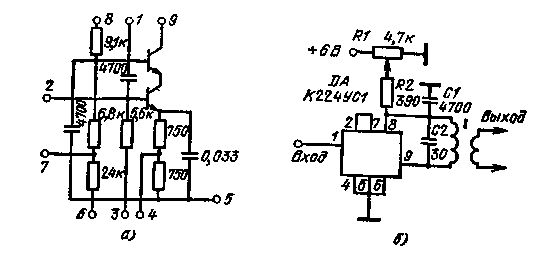 8 1 9
9,1к
4700
2
4700
6,8к 5,6к
750
0,033
7
24к
750
5
6 3 4
а)
R1 4,7к
+6В
DA
К224УС1
R2
390
C1
4700
Выход
2 7 8
1
Вход
C2
30
9
4 5 6
б)